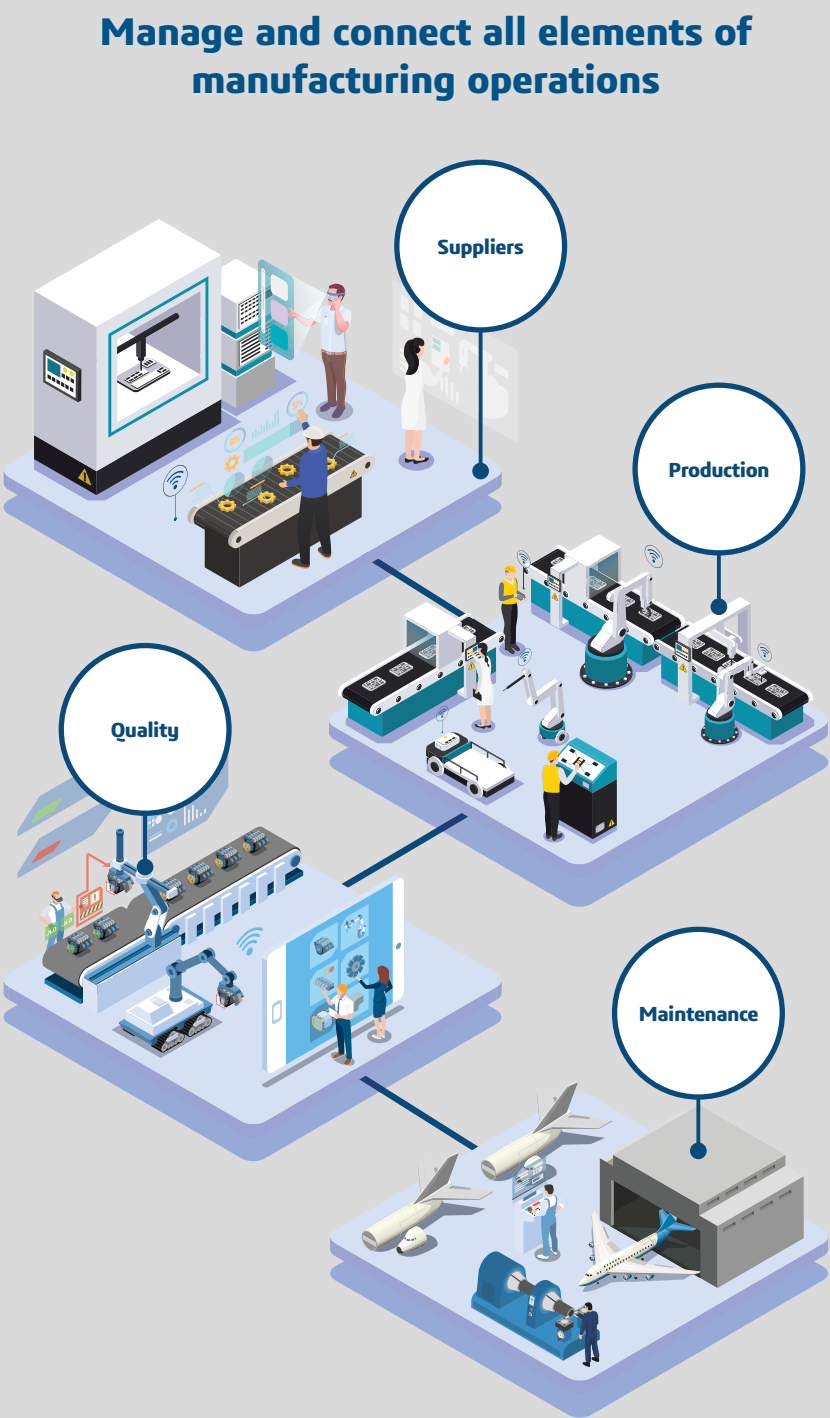 Manage and connect all elements of
manufacturing operations
Suppliers
Production
Quality
Maintenance